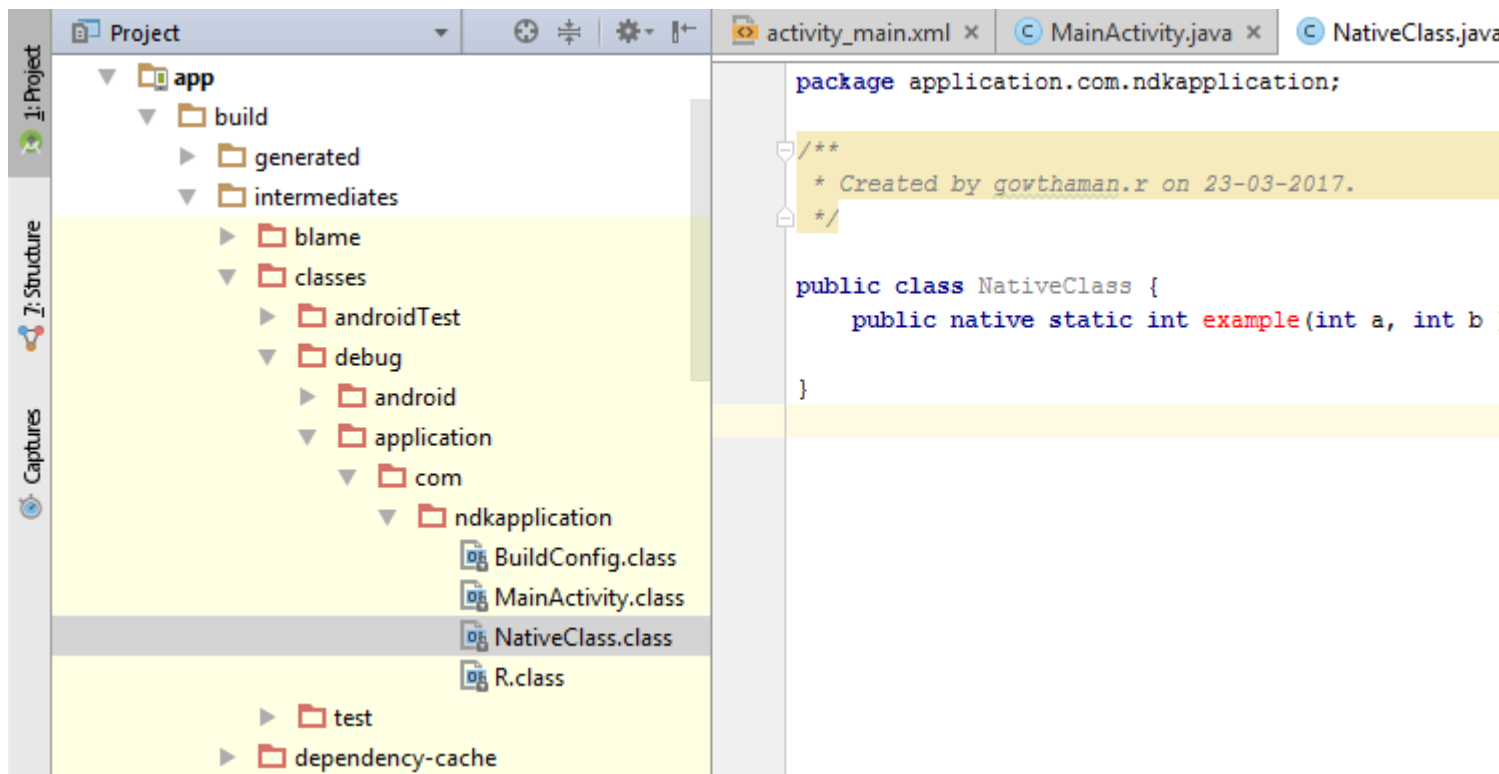 1: Project
7: Structure
Captures
Project
app
build
generated
intermediates
blame
classes
androidTest
debug
android
application
com
ndkapplication
BuildConfig.class
MainActivity.class
NativeClass.class
R.class
test
dependency-cache
activity_main.xml
MainActivity.java
NativeClass.java
package application.com.ndkapplication;
/**
* Created by gowthaman.r on 23-03-2017.
*/
public class NativeClass {
public native static int example(int a, int b
}